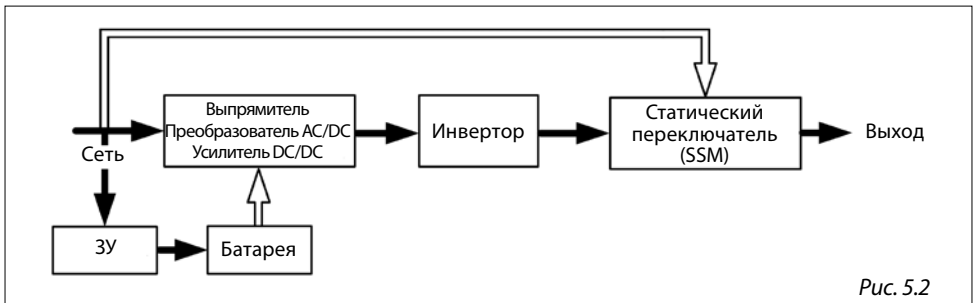 Выпрямитель
Преобразователь AC/DC
Усилитель DC/DC
Инвертор
Статический
переключатель
(SSM)
Выход
Сеть
ЗУ
Батарея
Рис. 5.2